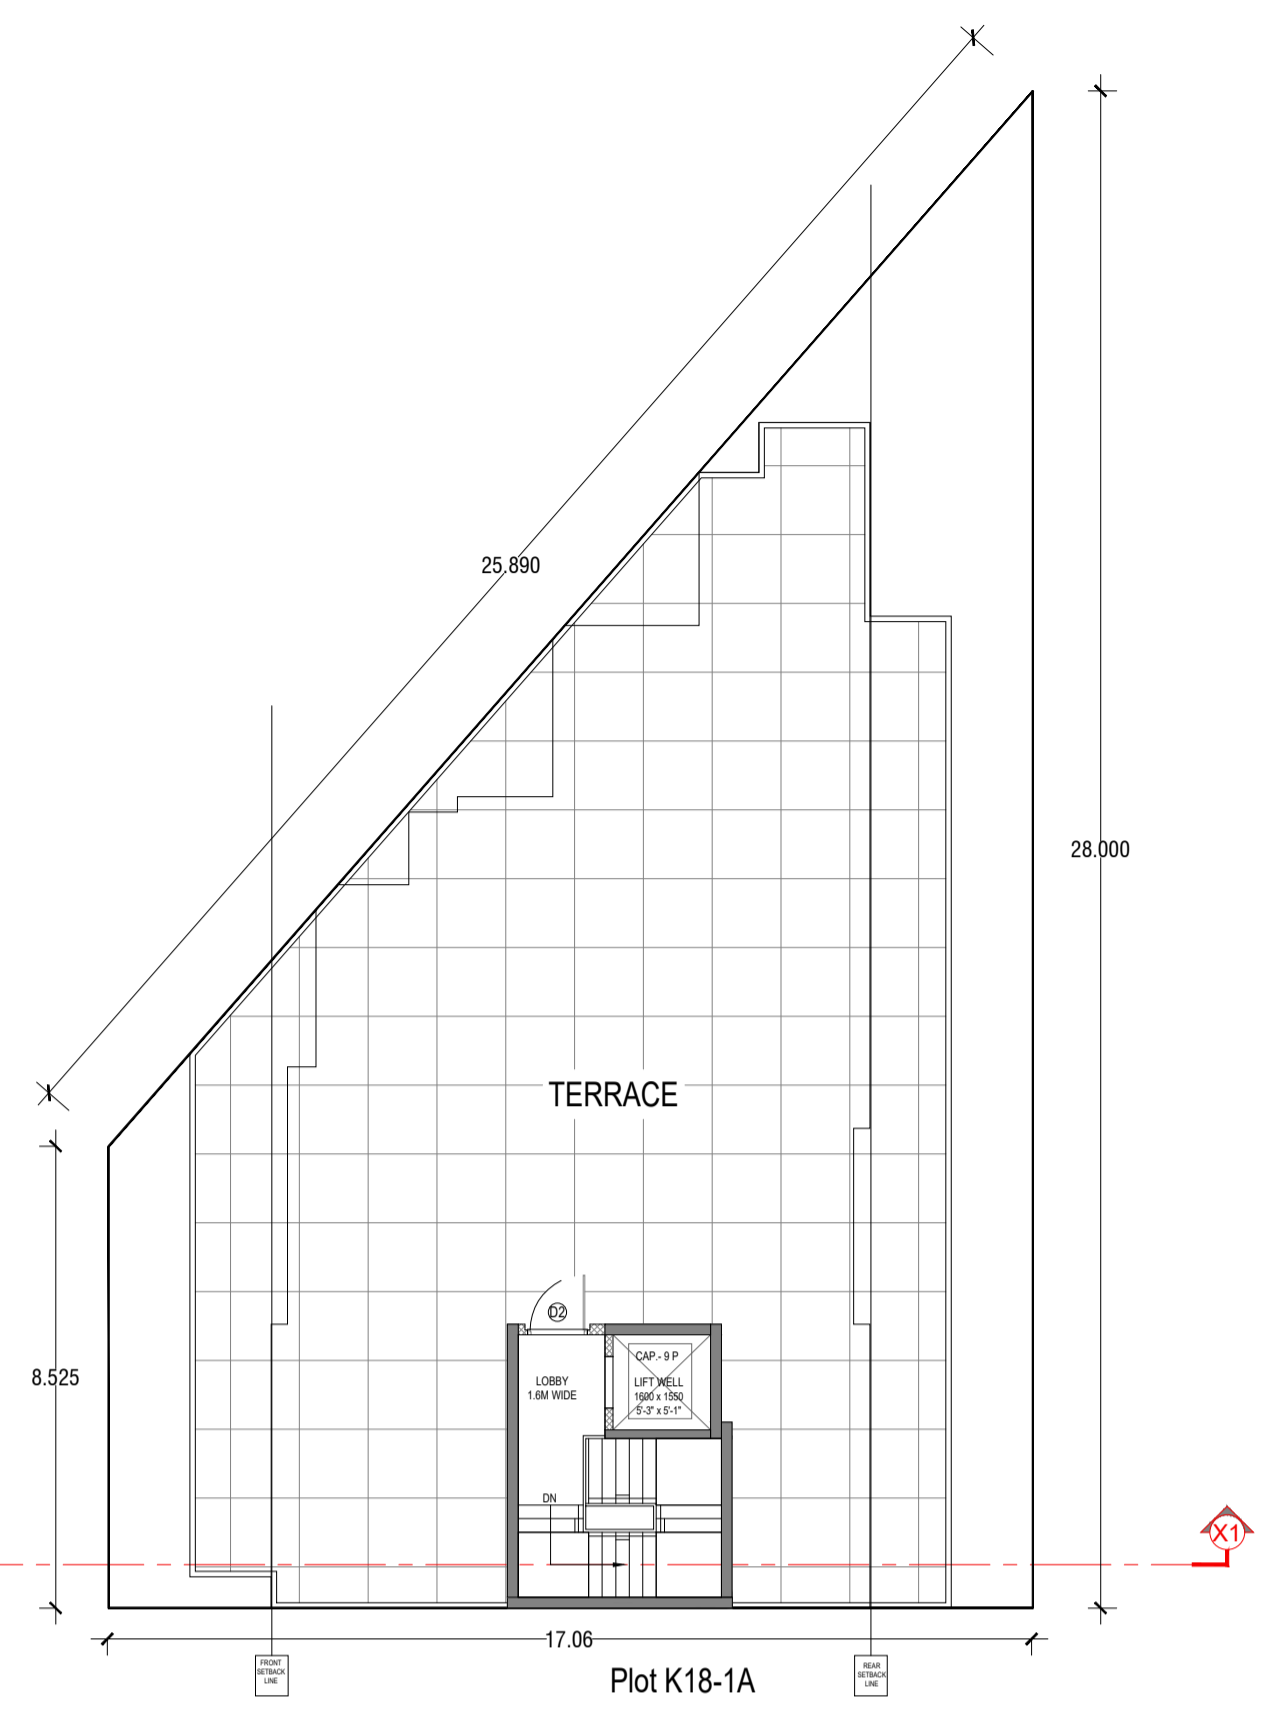 25.890
28.000
TERRACE
D2
CAP.- 9 P
LIFT WELL
1600 x 1550
5'-3" x 5'-1"
LOBBY
1.6M WIDE
8.525
DN
X1
17.06
FRONT
SETBACK
LINE
REAR
SETBACK
LINE
Plot K18-1A